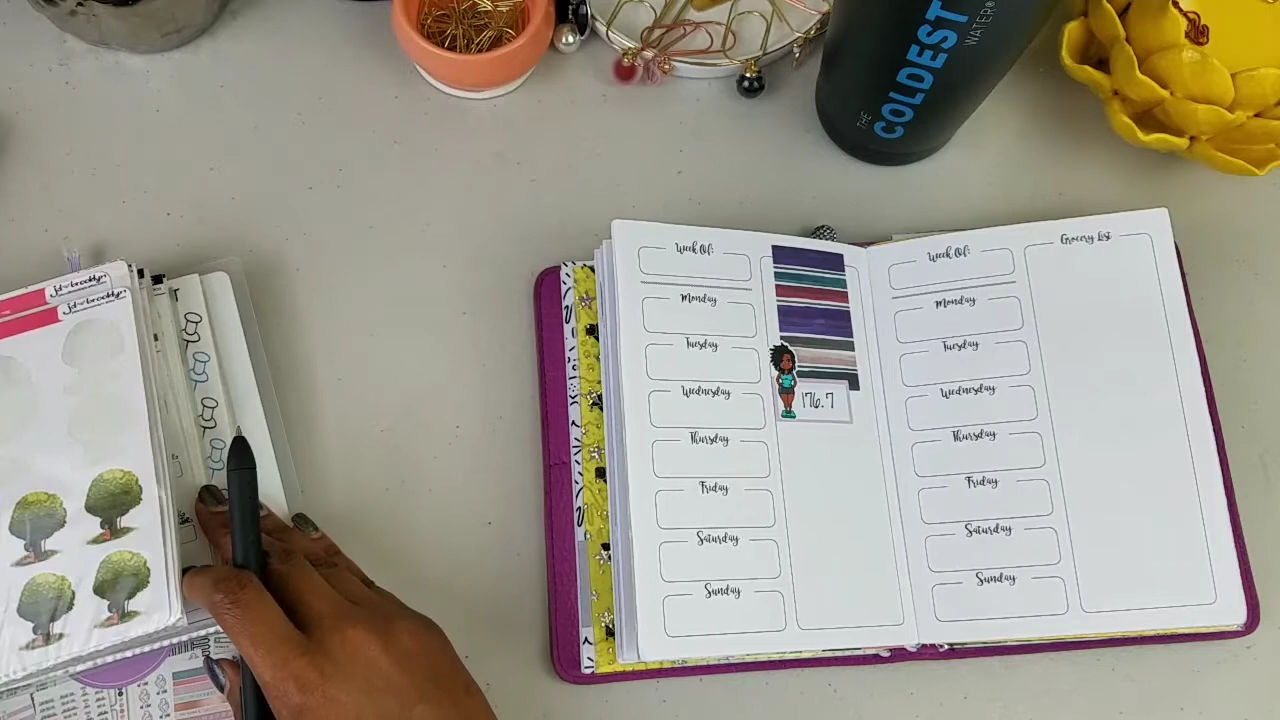 THE
COLDEST
WATER®
Week Of:
Monday
Tuesday
Wednesday
Thursday
Friday
Saturday
Sunday
176.7
Week Of:
Grocery List
Monday
Tuesday
Wednesday
Thursday
Friday
Saturday
Sunday